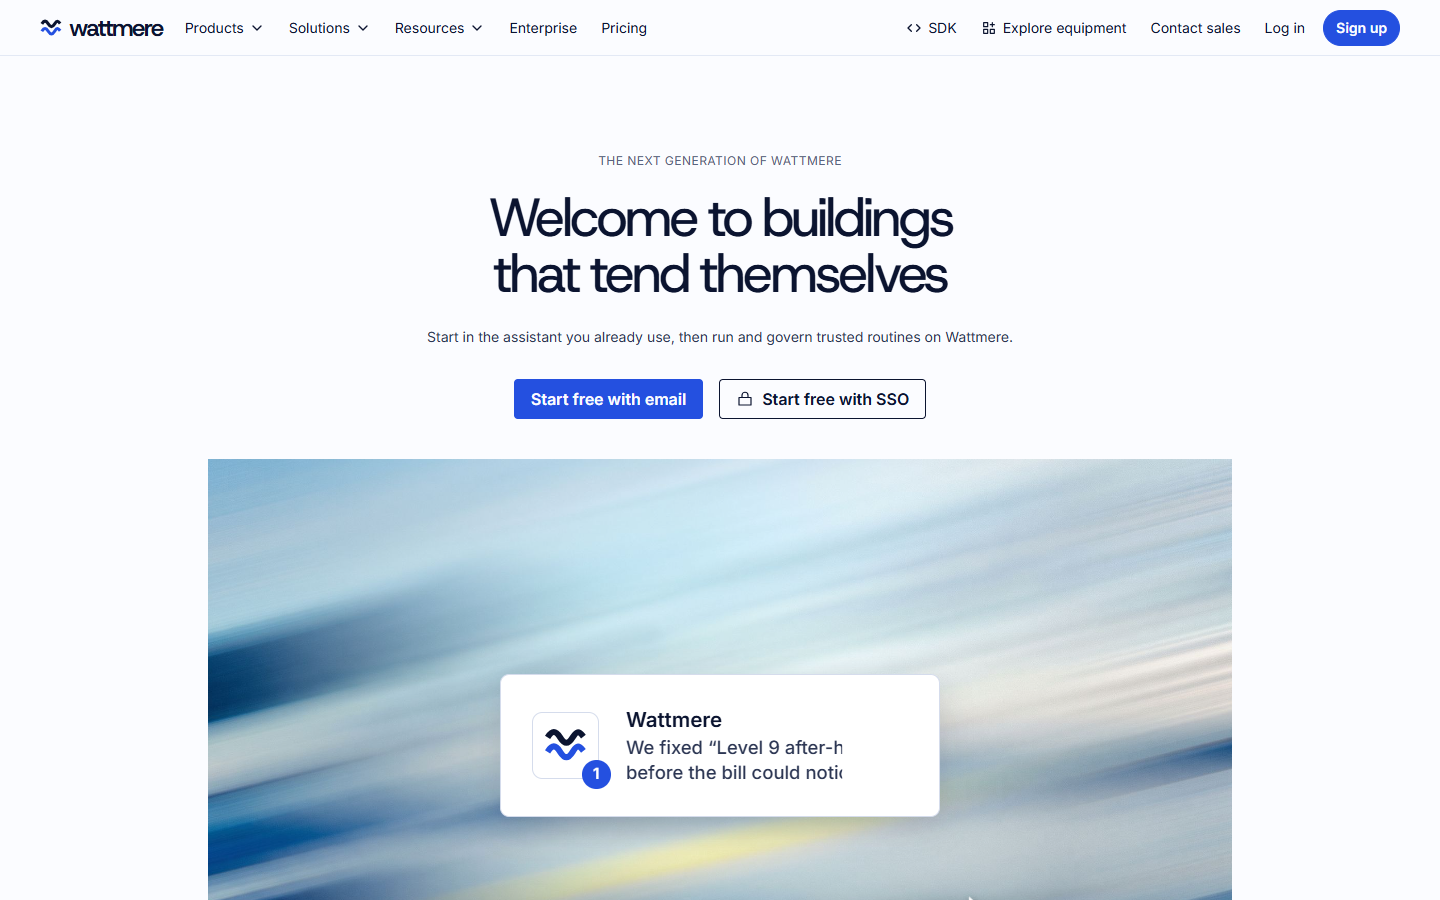 wattmere
Products
Solutions
Resources
Enterprise
Pricing
SDK
Explore equipment
Contact sales
Log in
Sign up
THE NEXT GENERATION OF WATTMERE
Welcome to buildings
that tend themselves
Start in the assistant you already use, then run and govern trusted routines on Wattmere.
Start free with email
Start free with SSO
Wattmere
We fixed “Level 9 after-h
before the bill could notic
1